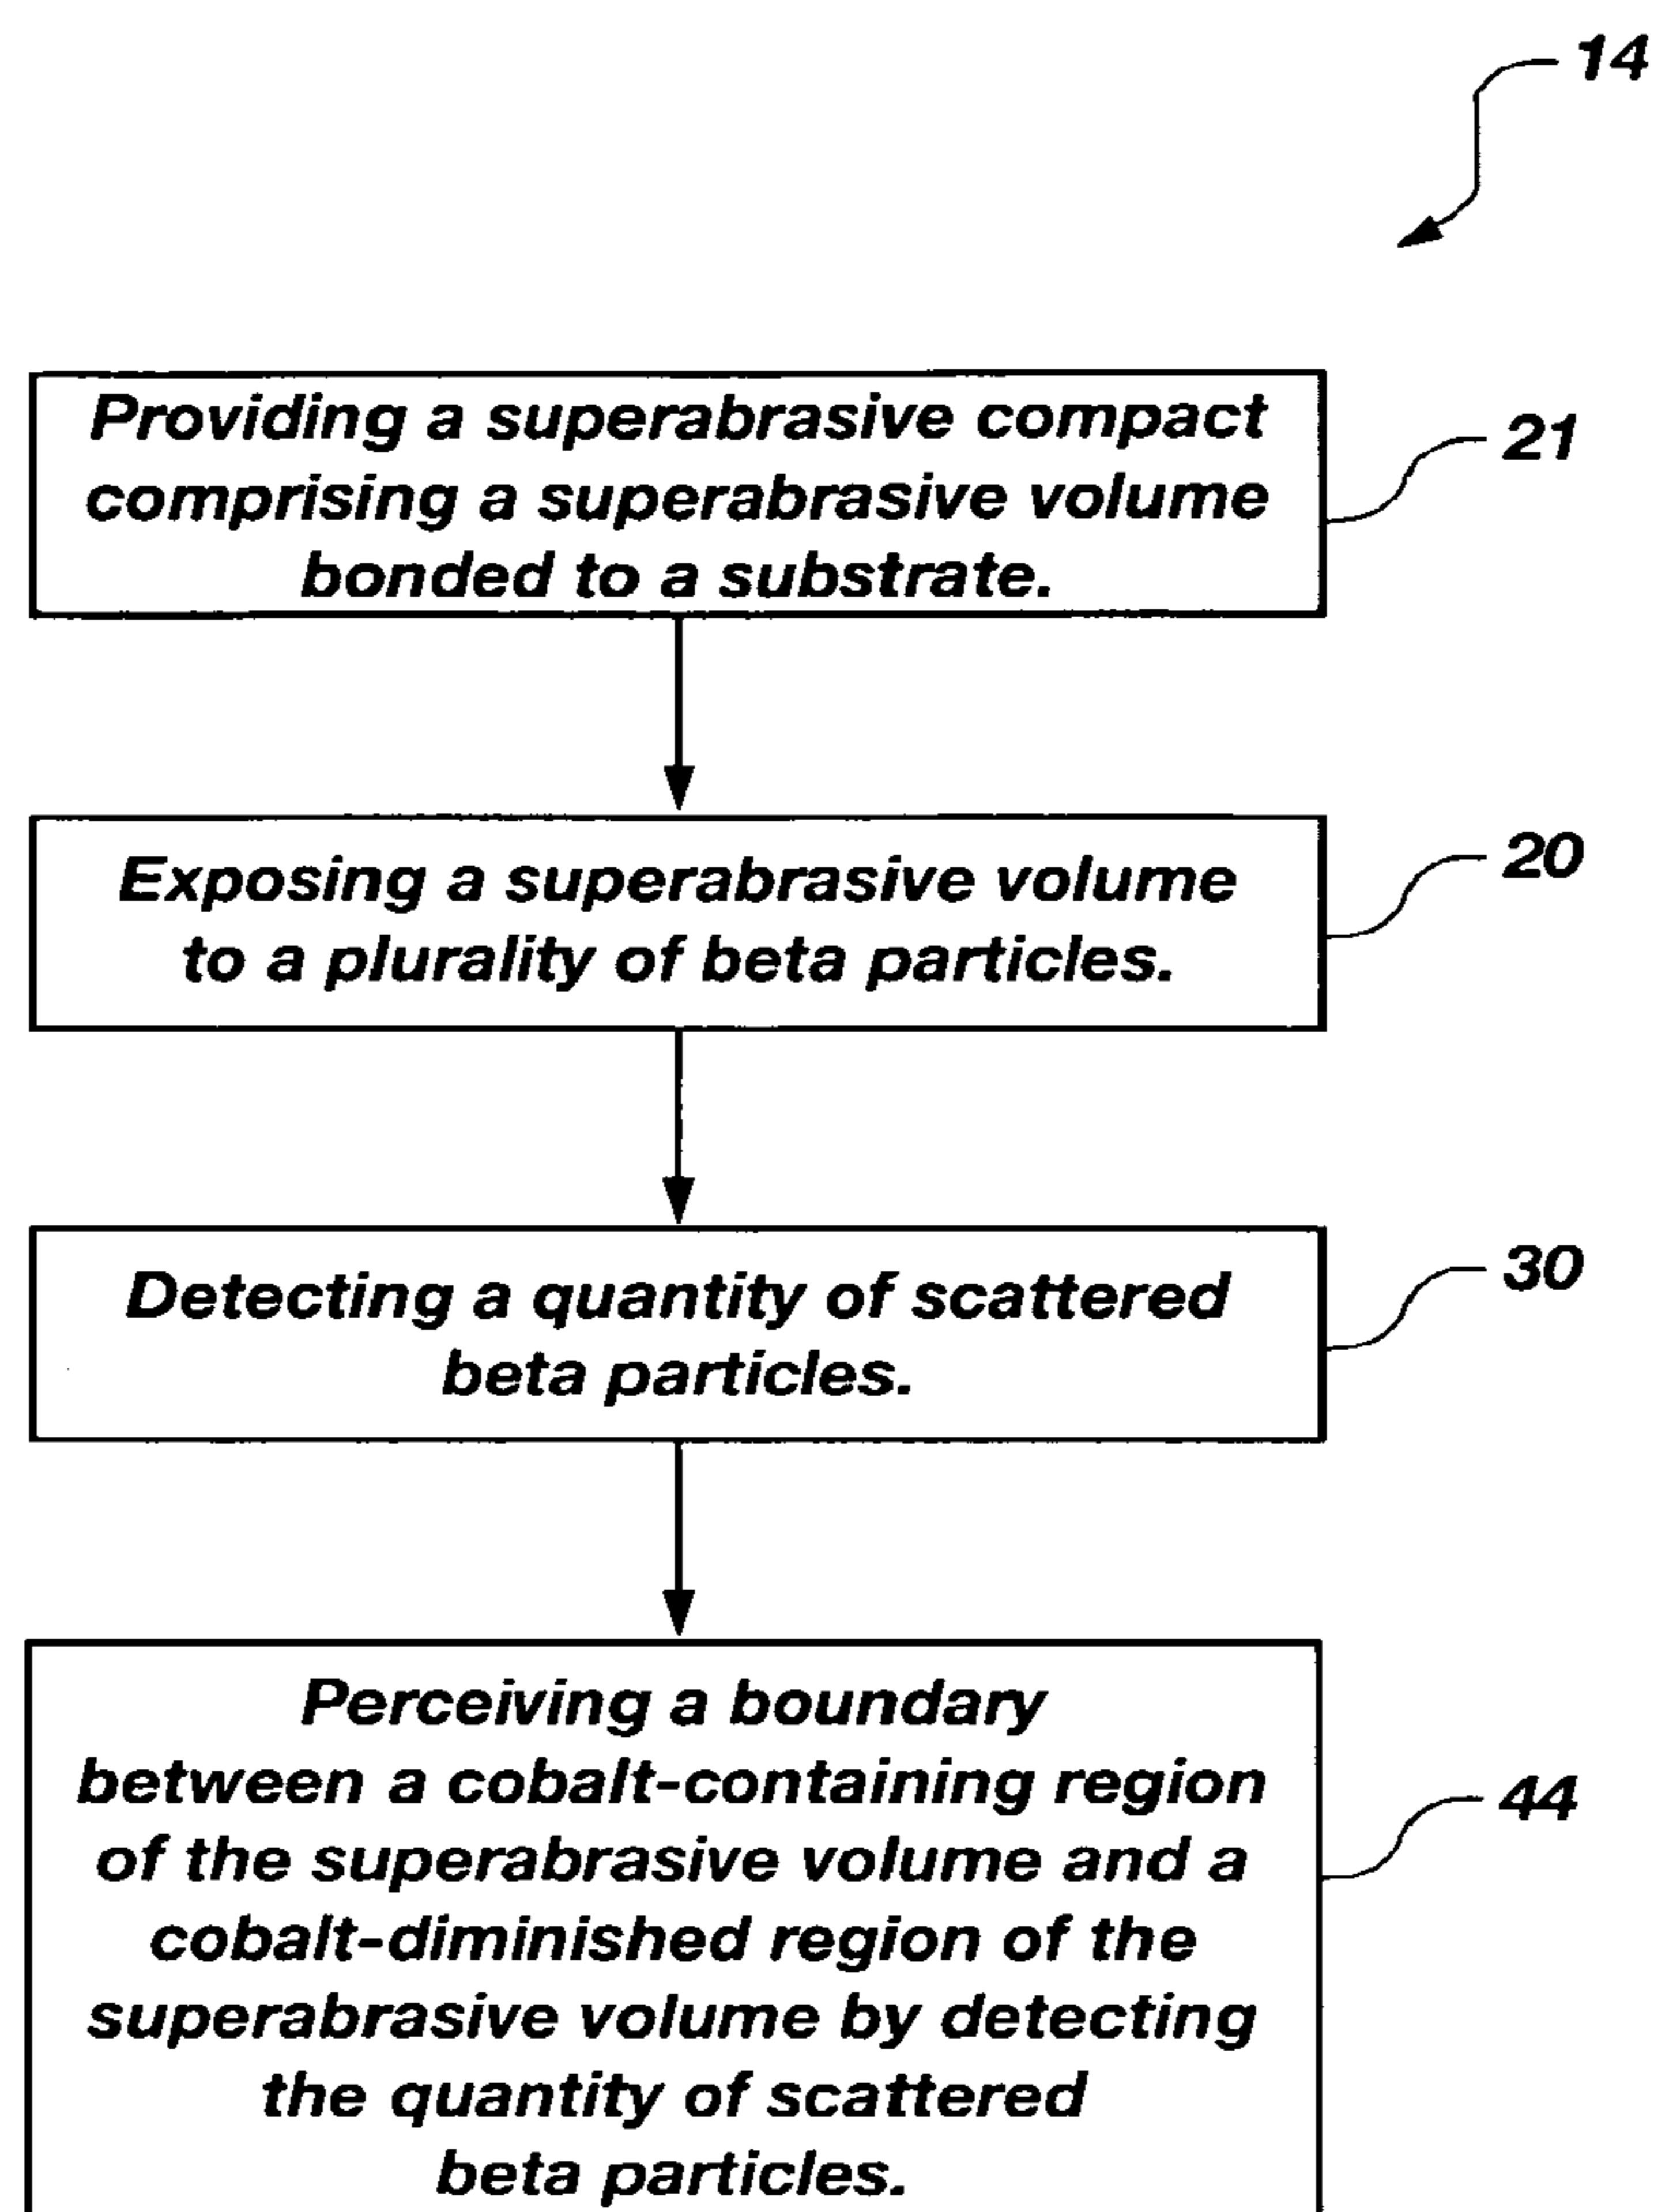 14
Providing a superabrasive compact
comprising a superabrasive volume
bonded to a substrate.
21
Exposing a superabrasive volume
to a plurality of beta particles.
20
Detecting a quantity of scattered
beta particles.
30
Perceiving a boundary
between a cobalt-containing region
of the superabrasive volume and a
cobalt-diminished region of the
superabrasive volume by detecting
the quantity of scattered
beta particles.
44